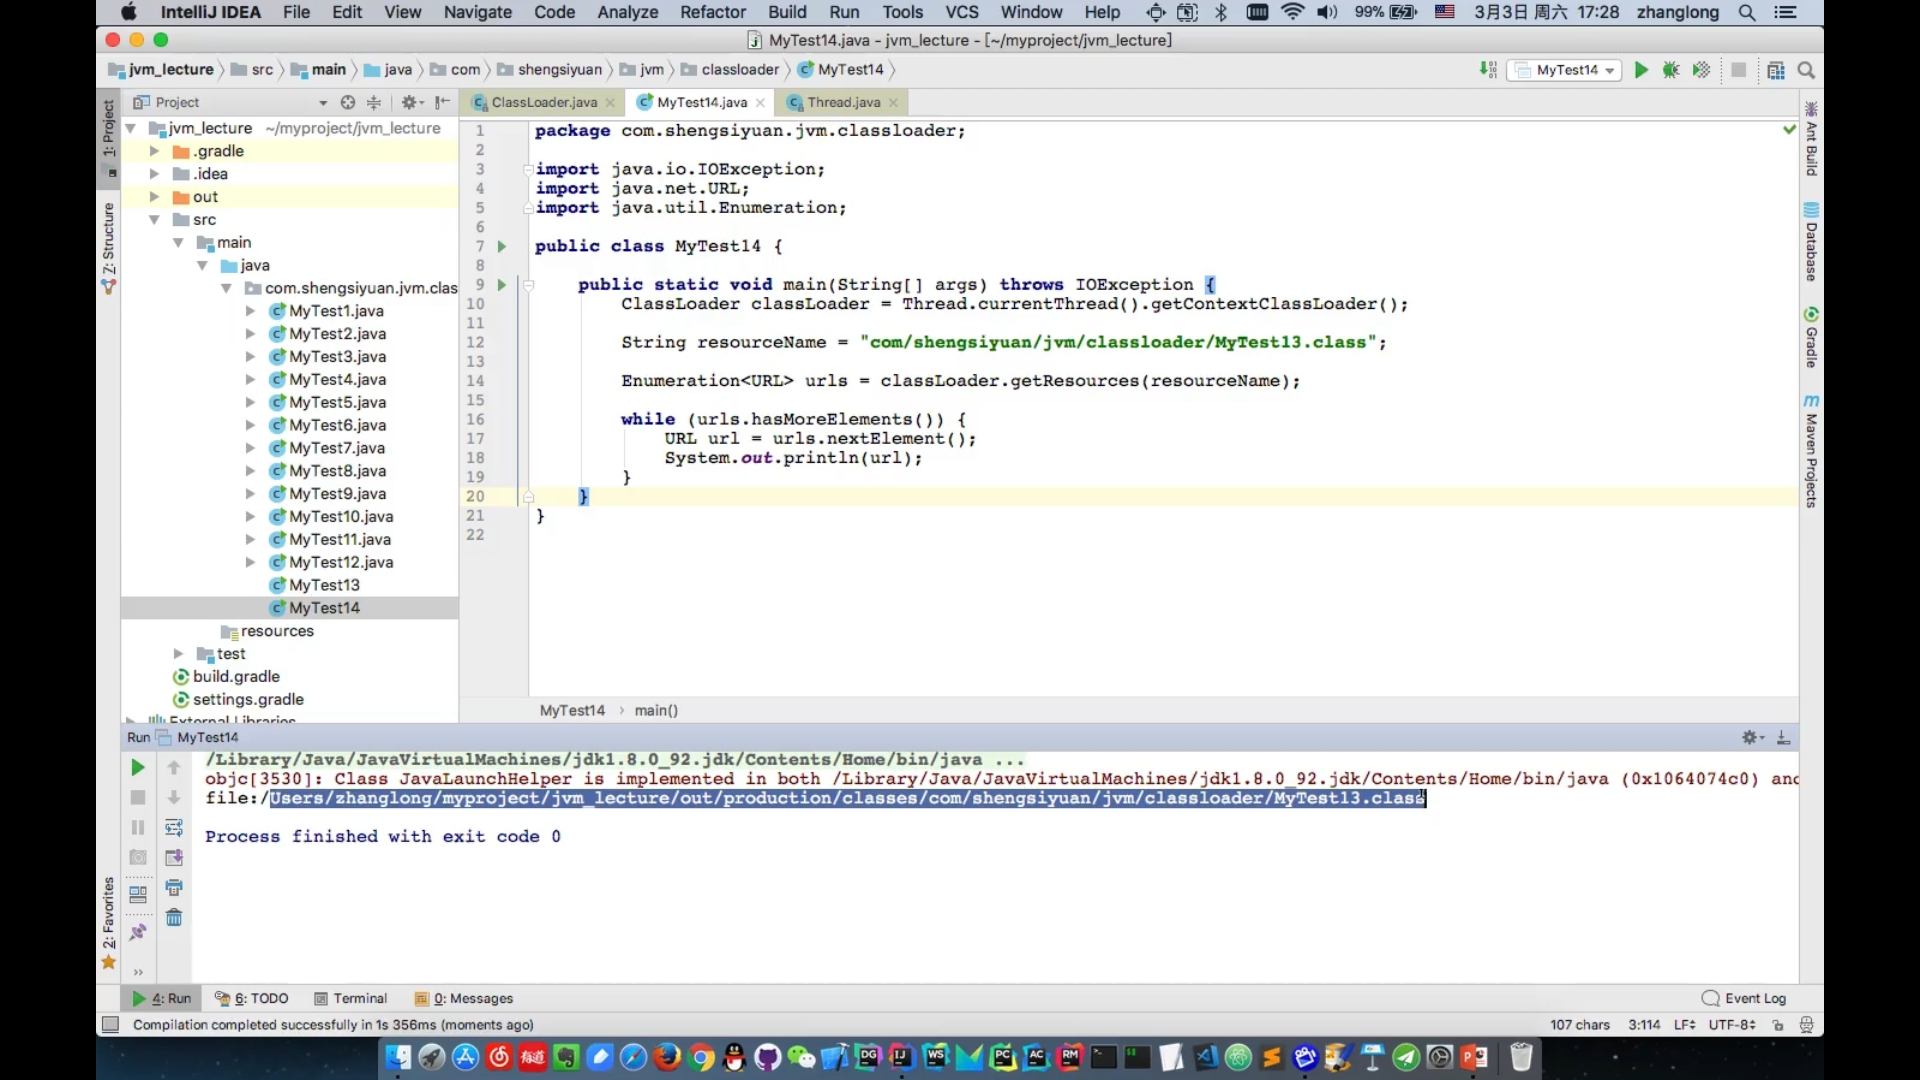 IntelliJ IDEA File Edit View Navigate Code Analyze Refactor Build Run Tools VCS Window Help 99% 3月3日 周六 17:28 zhanglong
MyTest14.java - jvm_lecture - [~/myproject/jvm_lecture]
jvm_lecture src main java com shengsiyuan jvm classloader MyTest14 MyTest14
Project ClassLoader.java MyTest14.java Thread.java
1: Project
Z: Structure
2: Favorites
jvm_lecture ~/myproject/jvm_lecture
.gradle
.idea
out
src
main
java
com.shengsiyuan.jvm.clas
MyTest1.java
MyTest2.java
MyTest3.java
MyTest4.java
MyTest5.java
MyTest6.java
MyTest7.java
MyTest8.java
MyTest9.java
MyTest10.java
MyTest11.java
MyTest12.java
MyTest13
MyTest14
resources
test
build.gradle
settings.gradle
External Libraries
1 package com.shengsiyuan.jvm.classloader;
2
3 import java.io.IOException;
4 import java.net.URL;
5 import java.util.Enumeration;
6
7 public class MyTest14 {
8
9 public static void main(String[] args) throws IOException {
10 ClassLoader classLoader = Thread.currentThread().getContextClassLoader();
11
12 String resourceName = "com/shengsiyuan/jvm/classloader/MyTest13.class";
13
14 Enumeration<URL> urls = classLoader.getResources(resourceName);
15
16 while (urls.hasMoreElements()) {
17 URL url = urls.nextElement();
18 System.out.println(url);
19 }
20 }
21 }
22
MyTest14 › main()
Ant Build
Database
Gradle
Maven Projects
Run MyTest14
/Library/Java/JavaVirtualMachines/jdk1.8.0_92.jdk/Contents/Home/bin/java ...
objc[3530]: Class JavaLaunchHelper is implemented in both /Library/Java/JavaVirtualMachines/jdk1.8.0_92.jdk/Contents/Home/bin/java (0x1064074c0) and
file:/Users/zhanglong/myproject/jvm_lecture/out/production/classes/com/shengsiyuan/jvm/classloader/MyTest13.class
Process finished with exit code 0
4: Run 6: TODO Terminal 0: Messages Event Log
Compilation completed successfully in 1s 356ms (moments ago) 107 chars 3:114 LF UTF-8
有道 DG IJ WS PC AC RM